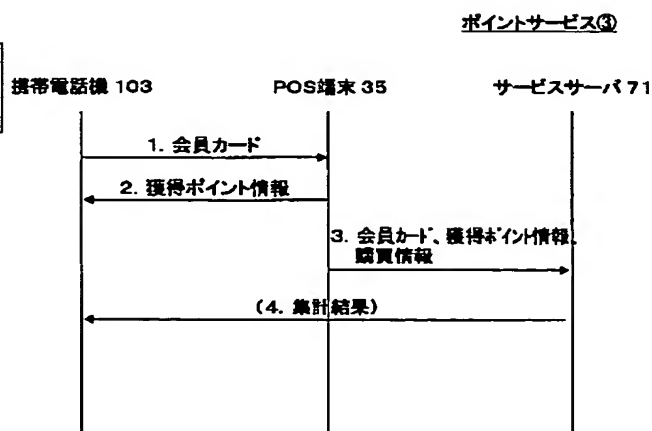 ポイントサービス③
携帯電話機 103
POS端末 35
サービスサーバ 71
1. 会員カード
2. 獲得ポイント情報
3. 会員カード、獲得ポイント情報、
購買情報
(4. 集計結果)